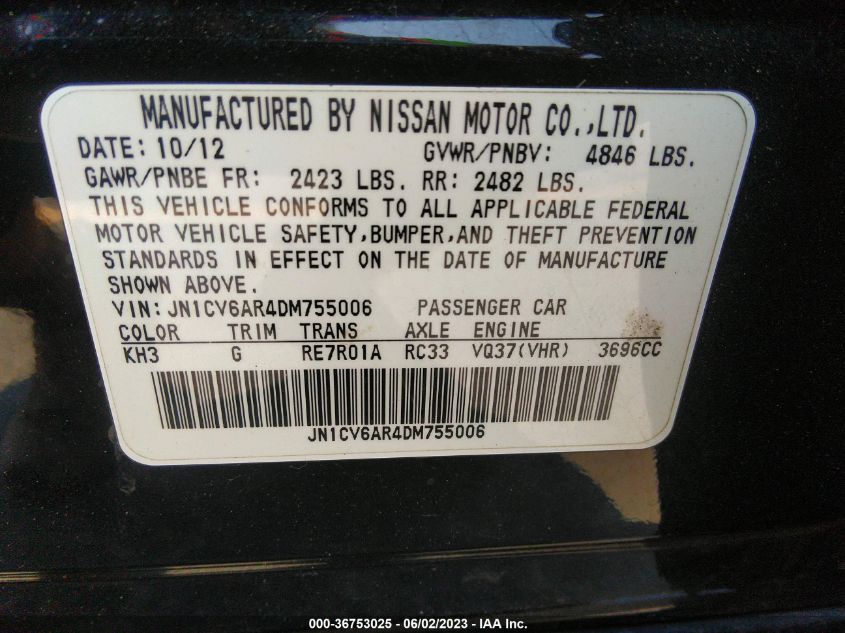 MANUFACTURED BY NISSAN MOTOR CO.,LTD.
DATE: 10/12 GVWR/PNBV: 4846 LBS.
GAWR/PNBE FR: 2423 LBS. RR: 2482 LBS.
THIS VEHICLE CONFORMS TO ALL APPLICABLE FEDERAL
MOTOR VEHICLE SAFETY,BUMPER,AND THEFT PREVENTION
STANDARDS IN EFFECT ON THE DATE OF MANUFACTURE
SHOWN ABOVE.
VIN:JN1CV6AR4DM755006 PASSENGER CAR
COLOR TRIM TRANS AXLE ENGINE
KH3 G RE7R01A RC33 VQ37(VHR) 3696CC
JN1CV6AR4DM755006
000-36753025 - 06/02/2023 - IAA Inc.